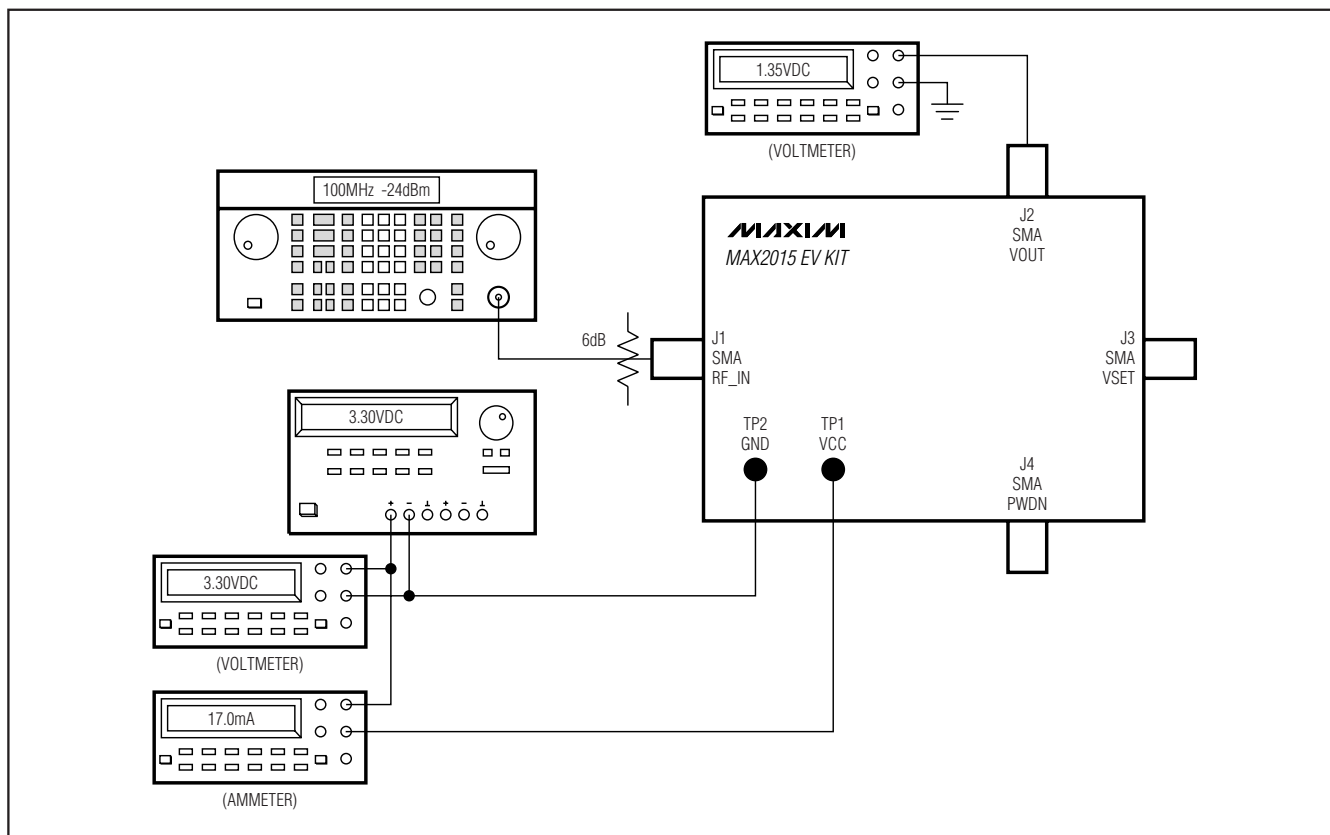 1.35VDC
(VOLTMETER)
100MHz -24dBm
MAXIM
MAX2015 EV KIT
J2
SMA
VOUT
6dB
J1
SMA
RF_IN
J3
SMA
VSET
3.30VDC
+ - ⊥ + - ⊥
TP2
GND
TP1
VCC
J4
SMA
PWDN
3.30VDC
(VOLTMETER)
17.0mA
(AMMETER)